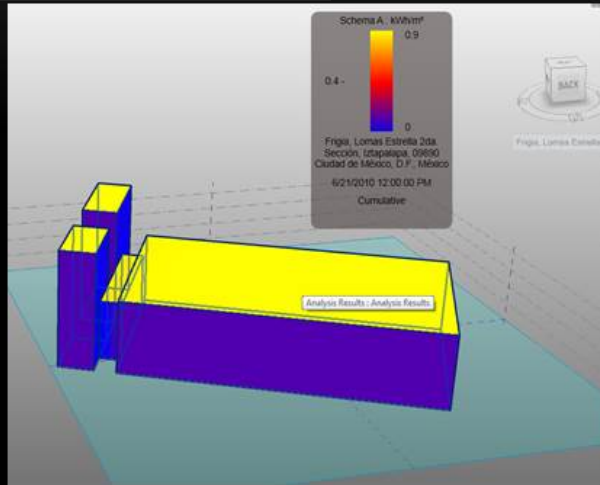 Schema A : kWh/m²
0.9
0.4 -
0
Frigia, Lomas Estrella 2da.
Sección, Iztapalapa, 09890
Ciudad de México, D.F., México
6/21/2010 12:00:00 PM
Cumulative
BACK
Frigia, Lomas Estrella
Analysis Results : Analysis Results